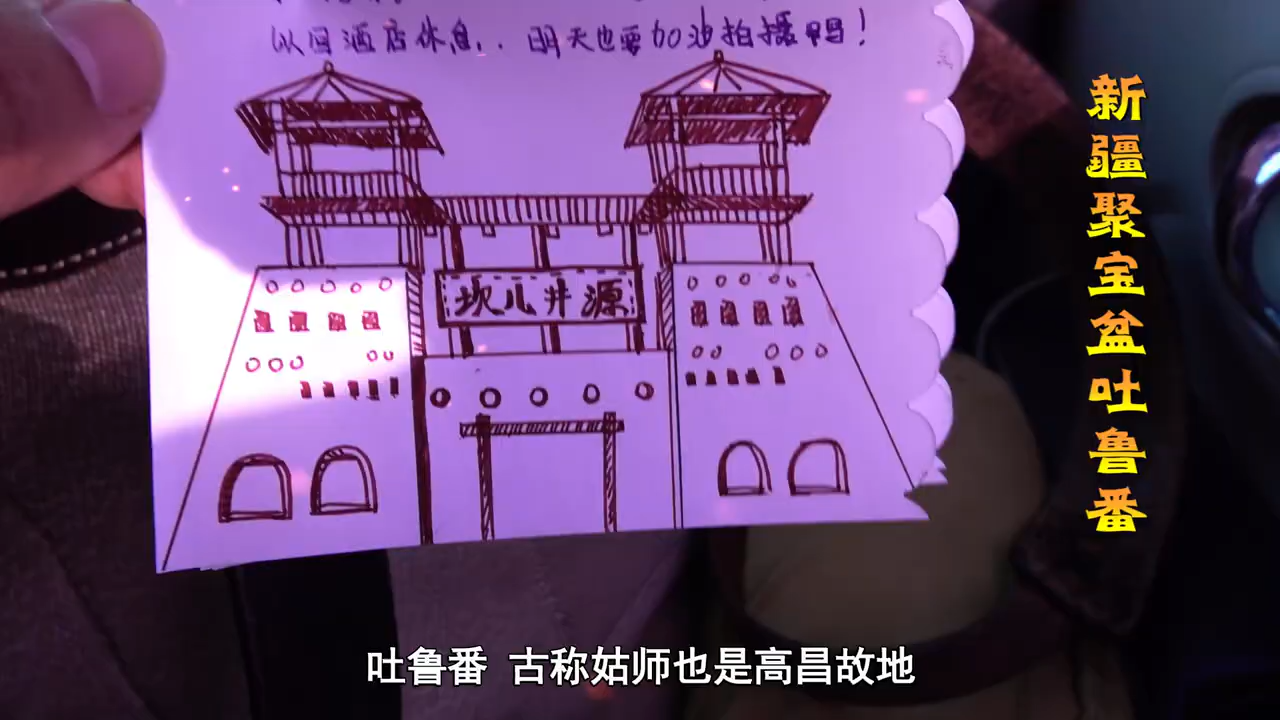 以回酒店休息,. 明天也要加油拍摄鸭!
坎儿井源
新疆聚宝盆吐鲁番
吐鲁番 古称姑师也是高昌故地